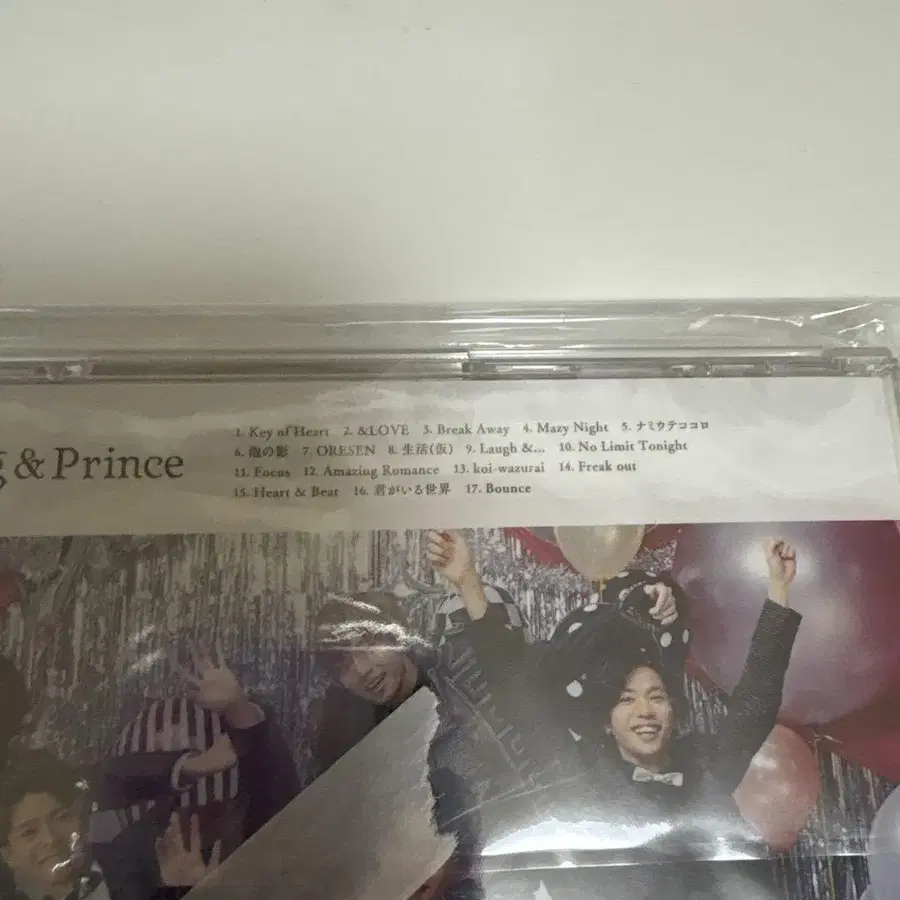 g & Prince
1. Key of Heart 2. &LOVE 3. Break Away 4. Mazy Night 5. ナミウテココロ
6. 泡の影 7. ORESEN 8. 生活(仮) 9. Laugh &... 10. No Limit Tonight
11. Focus 12. Amazing Romance 13. koi-wazurai 14. Freak out
15. Heart & Beat 16. 君がいる世界 17. Bounce